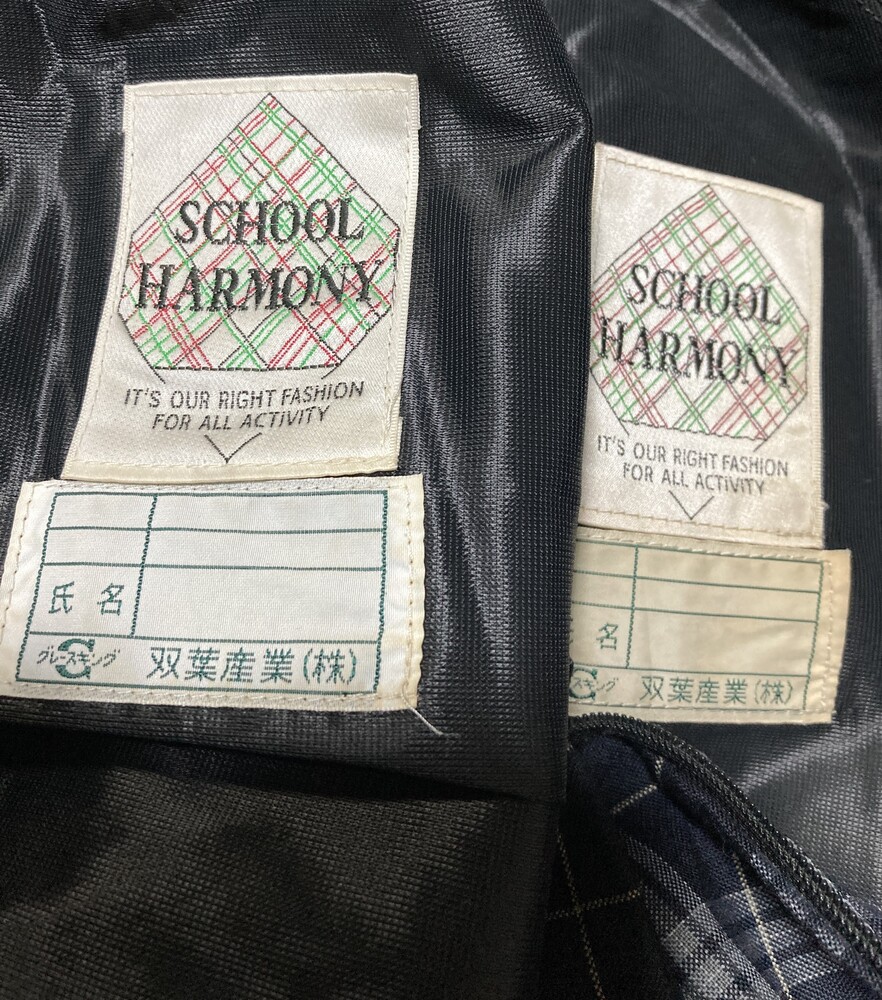 SCHOOL
HARMONY
IT'S OUR RIGHT FASHION
FOR ALL ACTIVITY
氏名
グレースキング
双葉産業(株)
SCHOOL
HARMONY
IT'S OUR RIGHT FASHION
FOR ALL ACTIVITY
名
双葉産業(株)